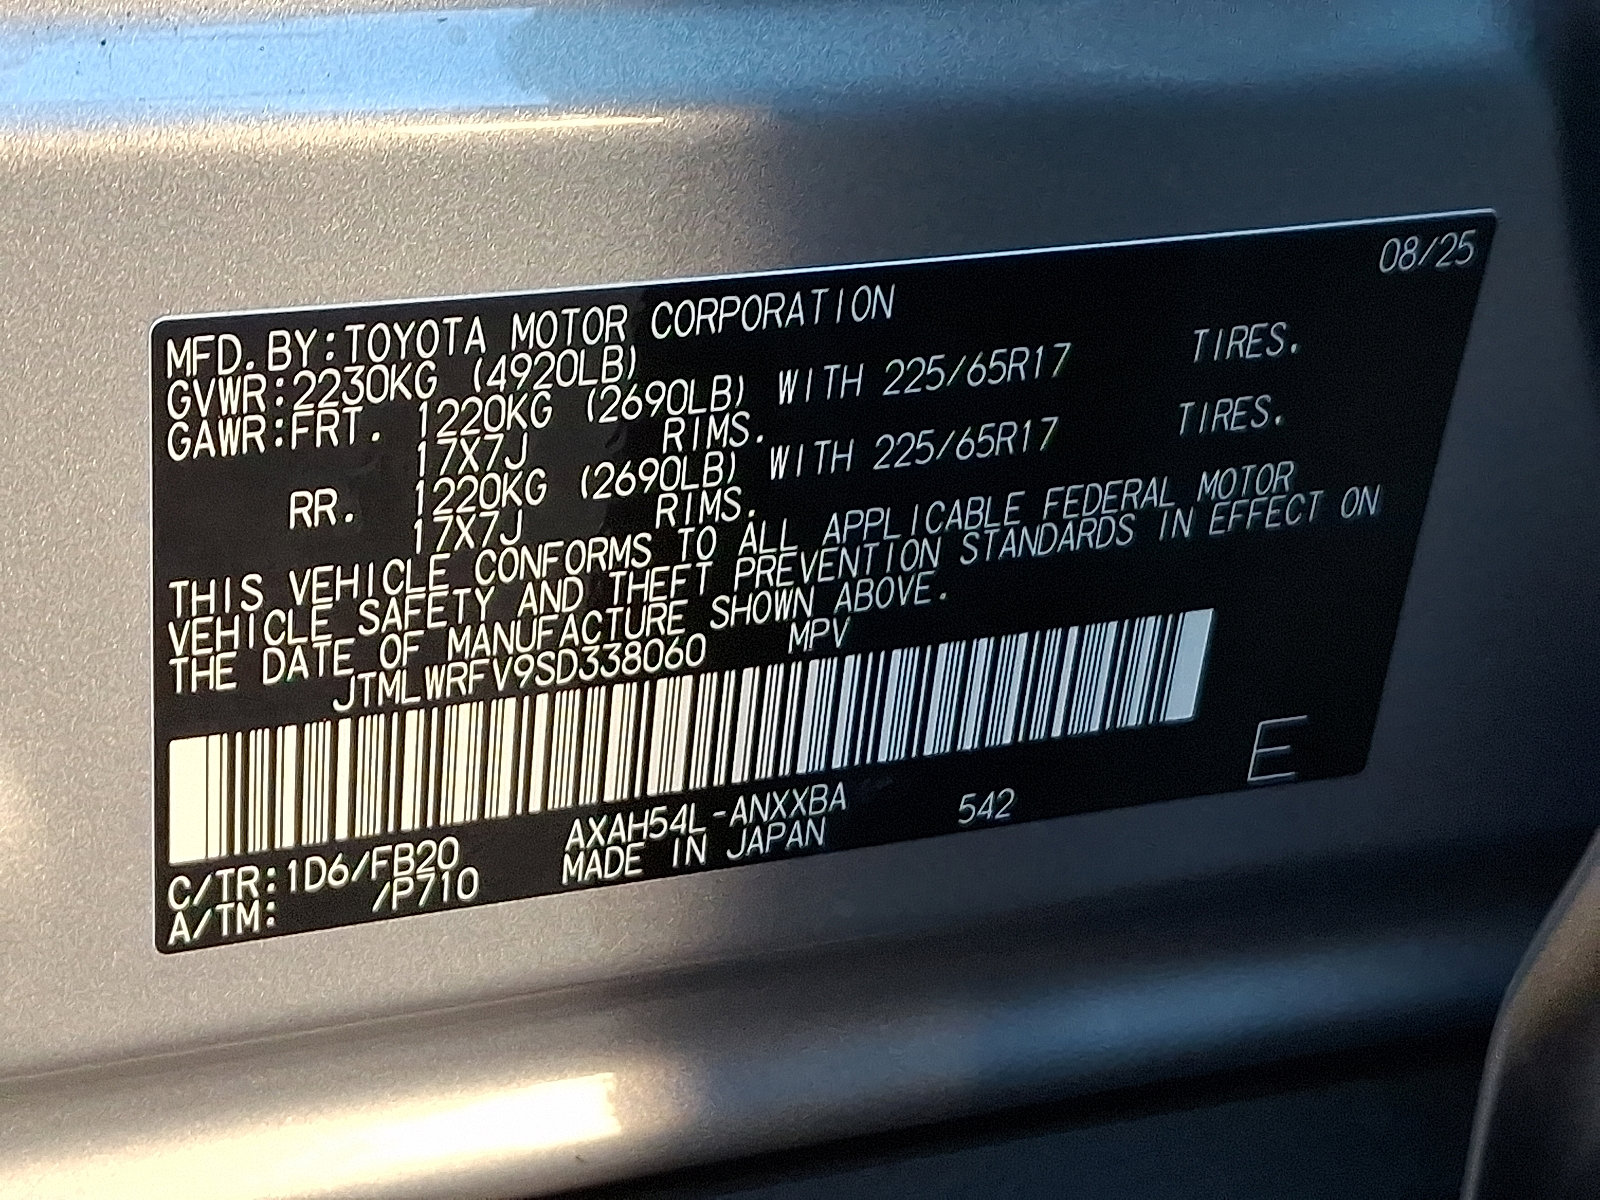 08/25
MFD.BY:TOYOTA MOTOR CORPORATION
GVWR:2230KG (4920LB)
GAWR:FRT. 1220KG (2690LB) WITH 225/65R17 TIRES.
17X7J RIMS.
RR. 1220KG (2690LB) WITH 225/65R17 TIRES.
17X7J RIMS.
THIS VEHICLE CONFORMS TO ALL APPLICABLE FEDERAL MOTOR
VEHICLE SAFETY AND THEFT PREVENTION STANDARDS IN EFFECT ON
THE DATE OF MANUFACTURE SHOWN ABOVE.
JTMLWRFV9SD338060 MPV
E
C/TR:1D6/FB20 AXAH54L-ANXXBA 542
A/TM: /P710 MADE IN JAPAN